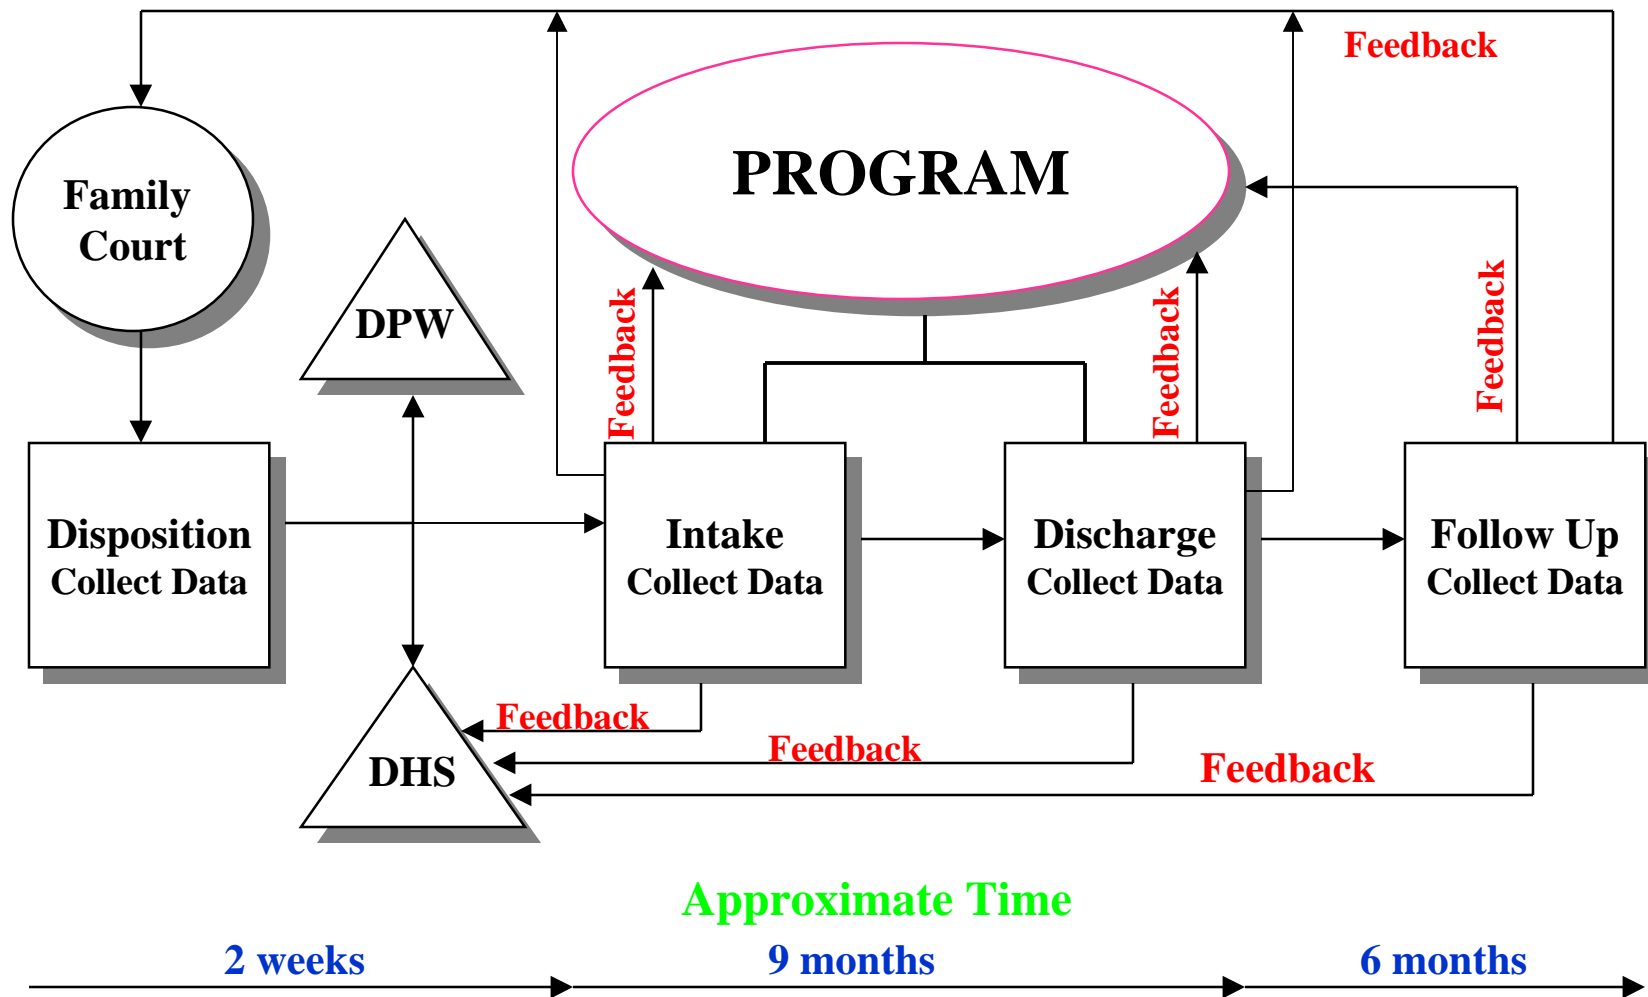 Feedback
PROGRAM
Family
Court
DPW
Feedback
Feedback
Feedback
Disposition
Collect Data
Intake
Collect Data
Discharge
Collect Data
Follow Up
Collect Data
DHS
Feedback
Feedback
Feedback
Approximate Time
2 weeks
9 months
6 months